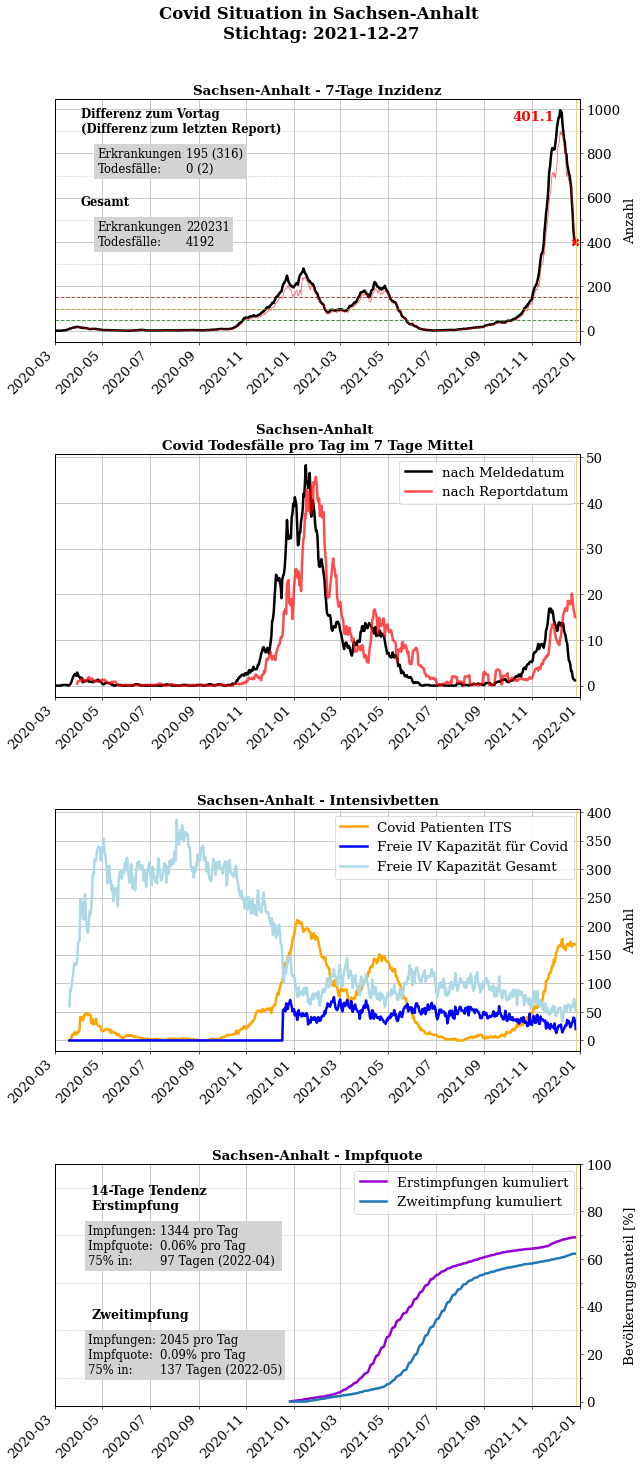 Covid Situation in Sachsen-Anhalt
Stichtag: 2021-12-27
Sachsen-Anhalt - 7-Tage Inzidenz
Differenz zum Vortag
(Differenz zum letzten Report)
Erkrankungen 195 (316)
Todesfälle: 0 (2)
Gesamt
Erkrankungen 220231
Todesfälle: 4192
401.1
1000
800
600
400
200
0
Anzahl
2020-03
2020-05
2020-07
2020-09
2020-11
2021-01
2021-03
2021-05
2021-07
2021-09
2021-11
2022-01
Sachsen-Anhalt
Covid Todesfälle pro Tag im 7 Tage Mittel
nach Meldedatum
nach Reportdatum
50
40
30
20
10
0
2020-03
2020-05
2020-07
2020-09
2020-11
2021-01
2021-03
2021-05
2021-07
2021-09
2021-11
2022-01
Sachsen-Anhalt - Intensivbetten
Covid Patienten ITS
Freie IV Kapazität für Covid
Freie IV Kapazität Gesamt
400
350
300
250
200
150
100
50
0
Anzahl
2020-03
2020-05
2020-07
2020-09
2020-11
2021-01
2021-03
2021-05
2021-07
2021-09
2021-11
2022-01
Sachsen-Anhalt - Impfquote
14-Tage Tendenz
Erstimpfung
Impfungen: 1344 pro Tag
Impfquote: 0.06% pro Tag
75% in: 97 Tagen (2022-04)
Zweitimpfung
Impfungen: 2045 pro Tag
Impfquote: 0.09% pro Tag
75% in: 137 Tagen (2022-05)
Erstimpfungen kumuliert
Zweitimpfung kumuliert
100
80
60
40
20
0
Bevölkerungsanteil [%]
2020-03
2020-05
2020-07
2020-09
2020-11
2021-01
2021-03
2021-05
2021-07
2021-09
2021-11
2022-01